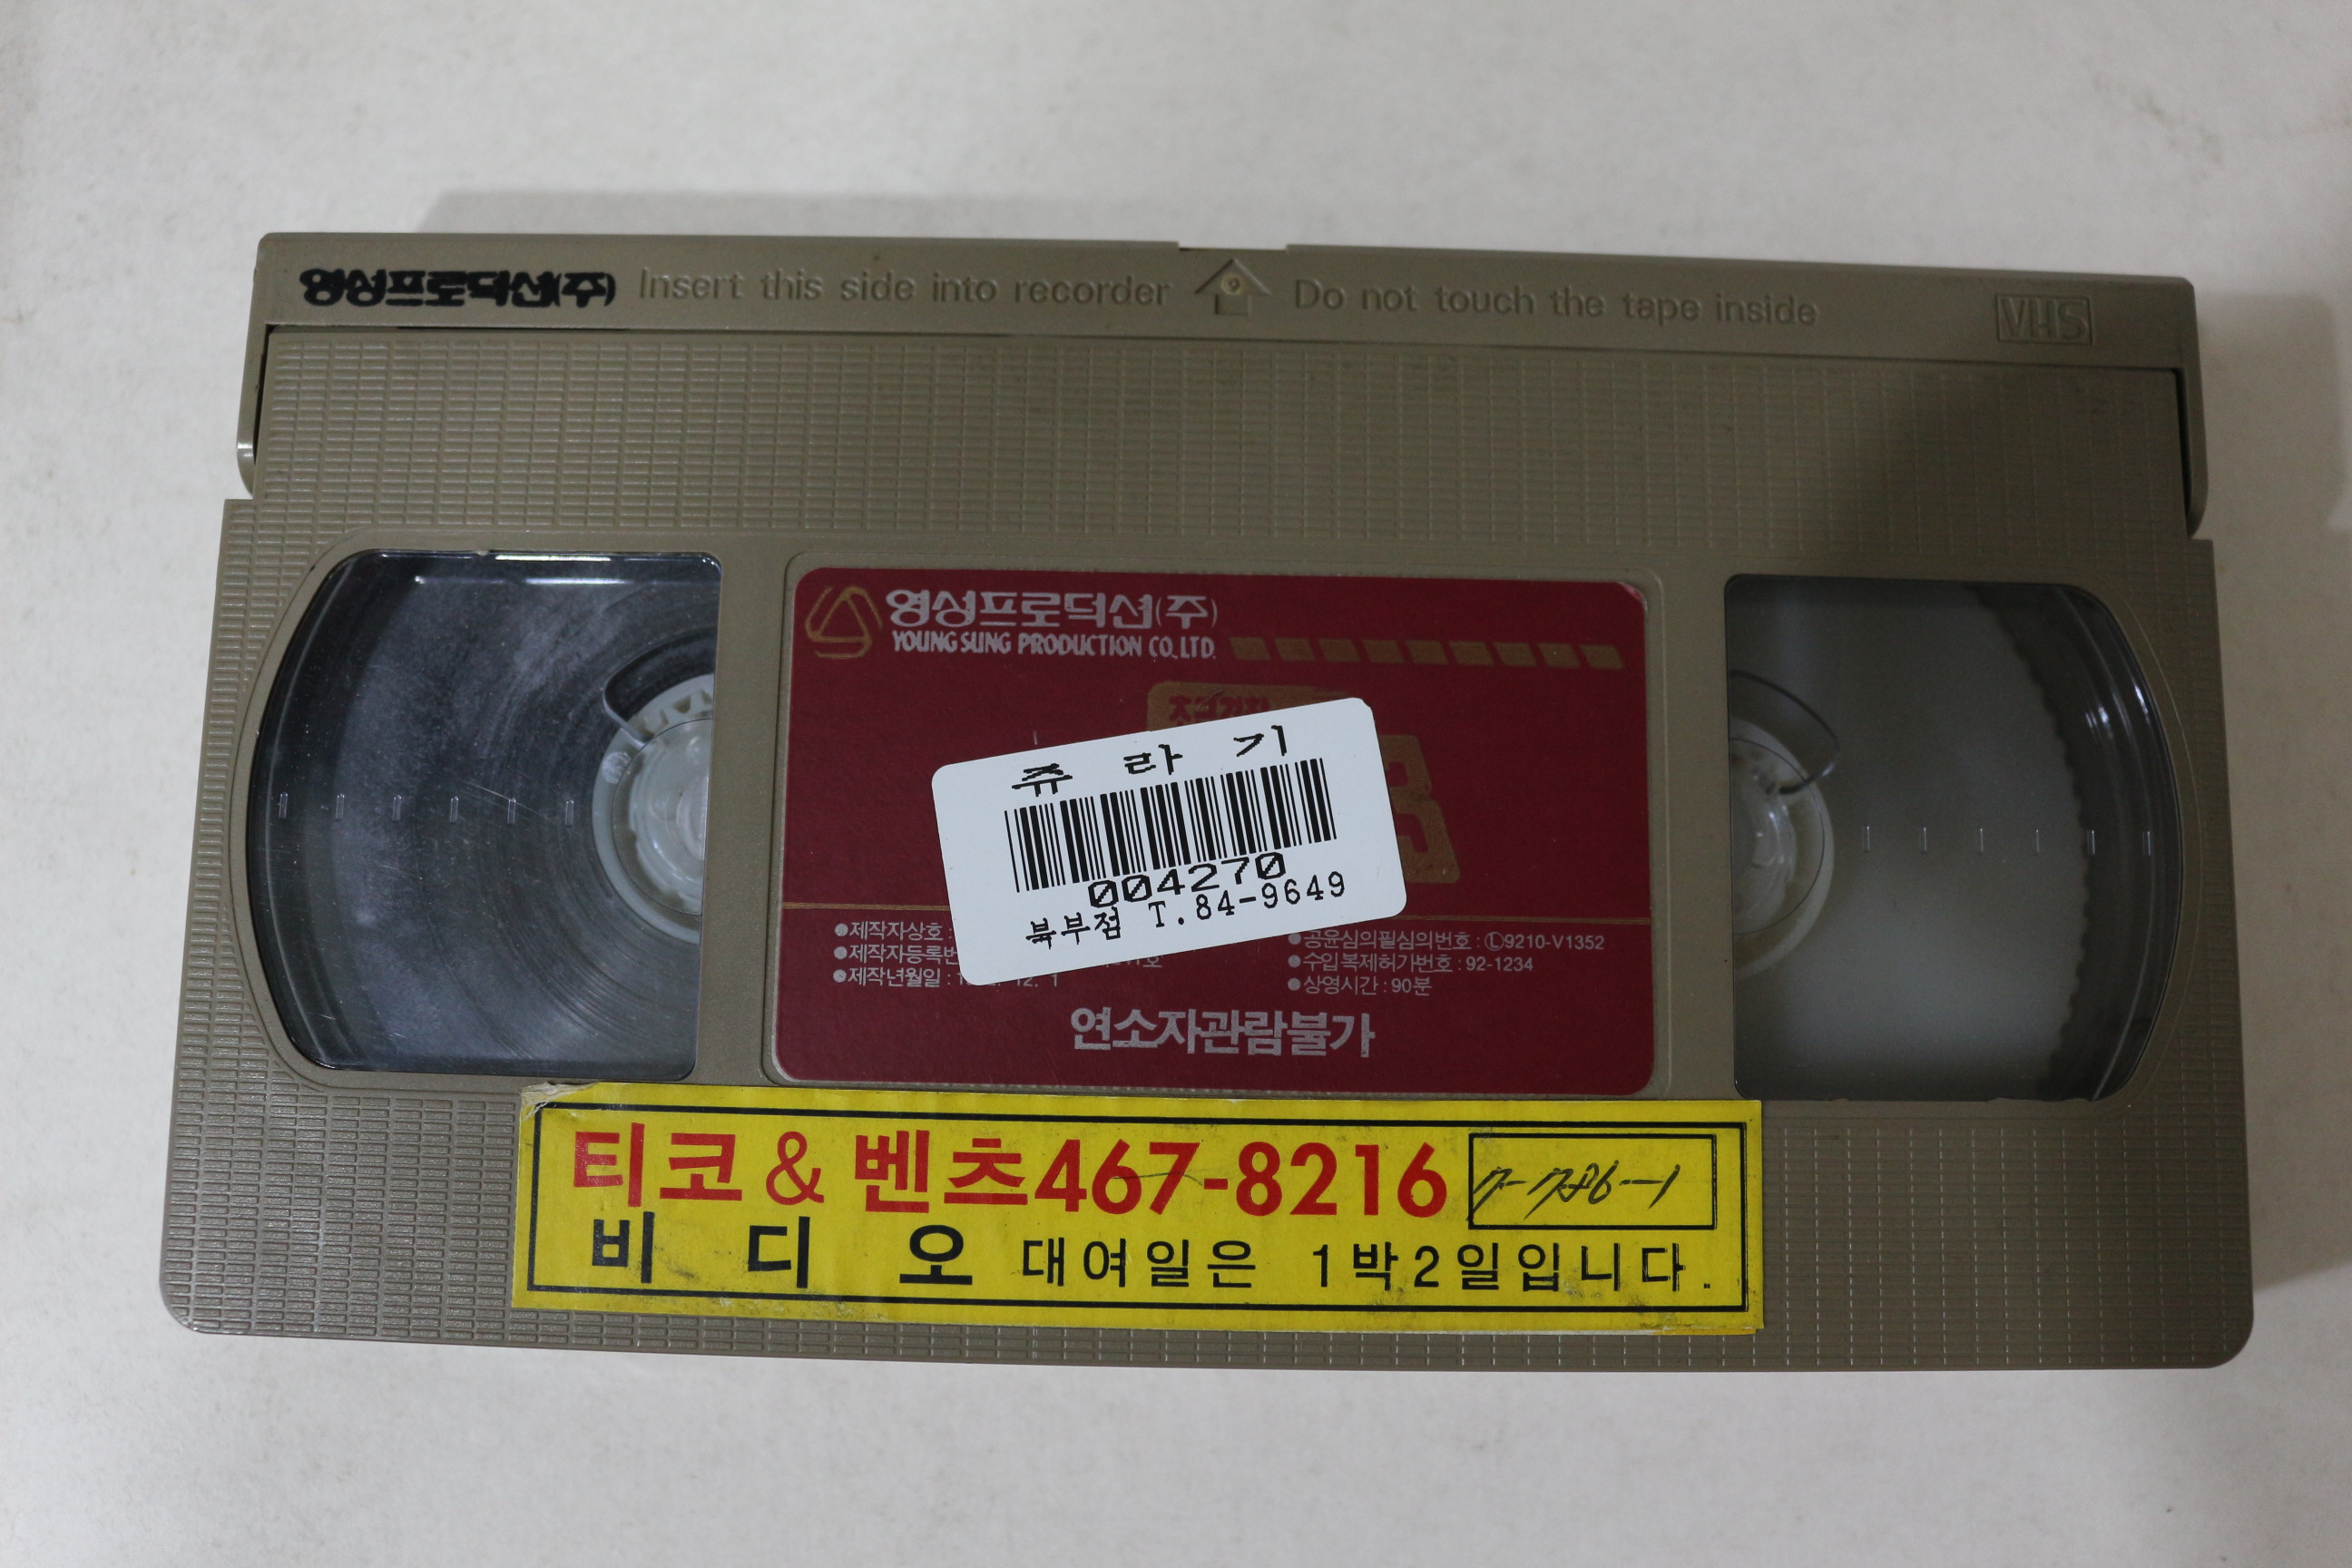 영성프로덕션(주) Insert this side into recorder Do not touch the tape inside VHS
영성프로덕션(주)
YOUNG SUNG PRODUCTION CO.,LTD.
쥬 라 기
004270
북부점 T.84-9649
●제작자상호 :
●제작자등록번
●제작년월일 :
●공윤심의필심의번호 : Ⓛ9210-V1352
●수입복제허가번호 : 92-1234
●상영시간 : 90분
연소자관람불가
티코 & 벤츠467-8216
7-786-1
비 디 오 대여일은 1박2일입니다.